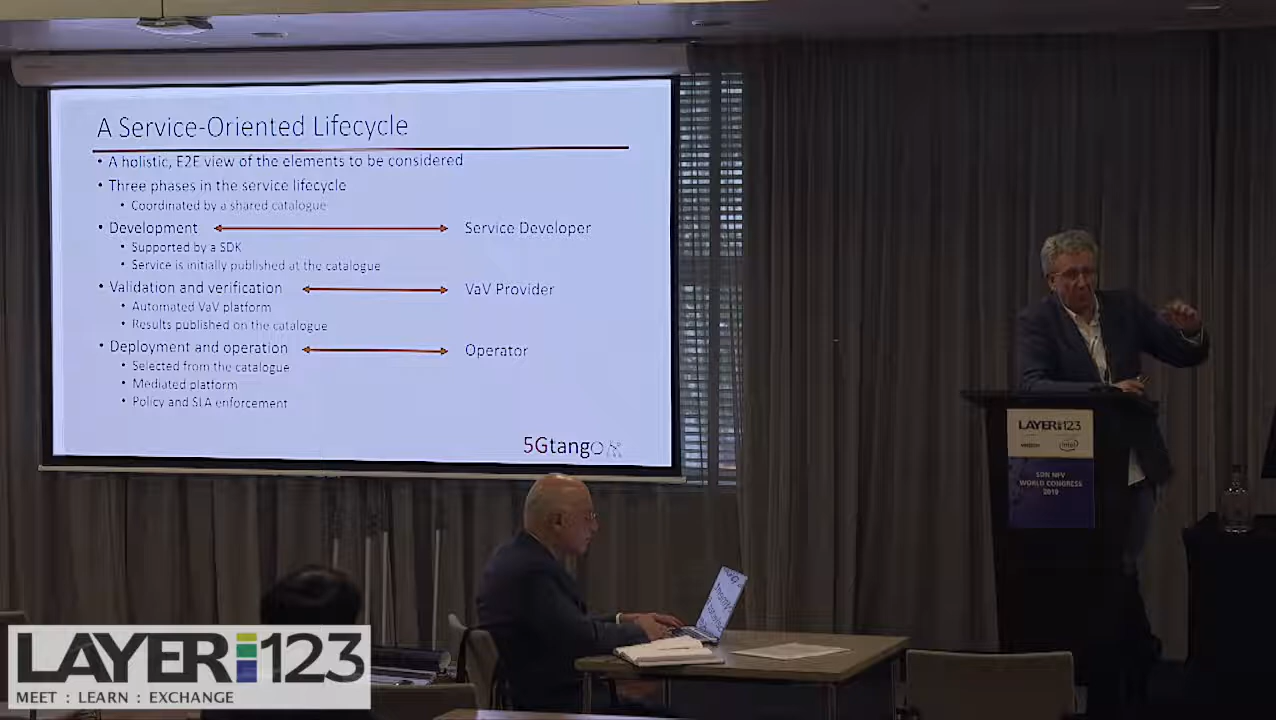 A Service-Oriented Lifecycle
• A holistic, E2E view of the elements to be considered
• Three phases in the service lifecycle
• Coordinated by a shared catalogue
• Development
Service Developer
• Supported by a SDK
• Service is initially published at the catalogue
• Validation and verification
VaV Provider
• Automated VaV platform
• Results published on the catalogue
• Deployment and operation
Operator
• Selected from the catalogue
• Mediated platform
• Policy and SLA enforcement
5Gtango
LAYER123
verizon
intel
SDN NFV
WORLD CONGRESS
2019
LAYER123
MEET : LEARN : EXCHANGE